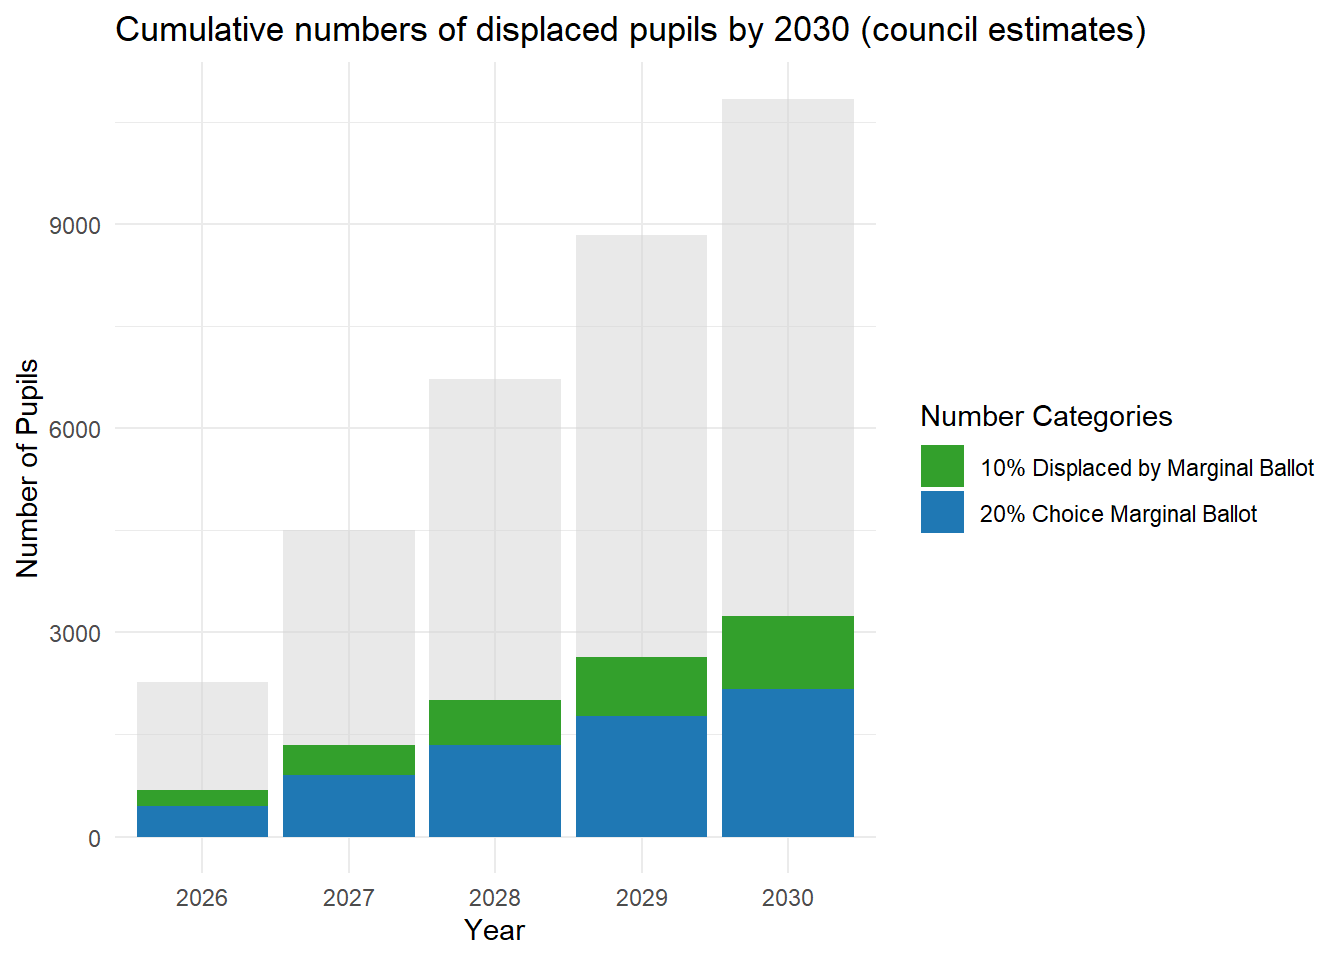 Cumulative numbers of displaced pupils by 2030 (council estimates)
Number of Pupils
9000
6000
3000
0
2026
2027
2028
2029
2030
Year
Number Categories
10% Displaced by Marginal Ballot
20% Choice Marginal Ballot